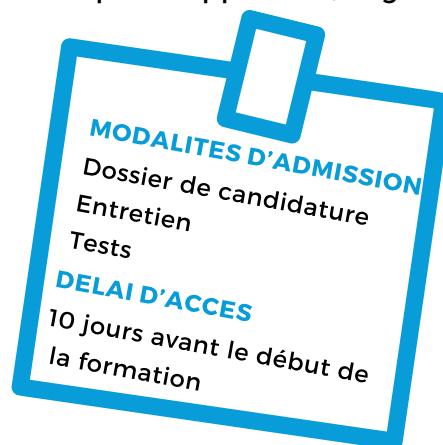 MODALITES D'ADMISSION
Dossier de candidature
Entretien
Tests
DELAI D'ACCES
10 jours avant le début de
la formation